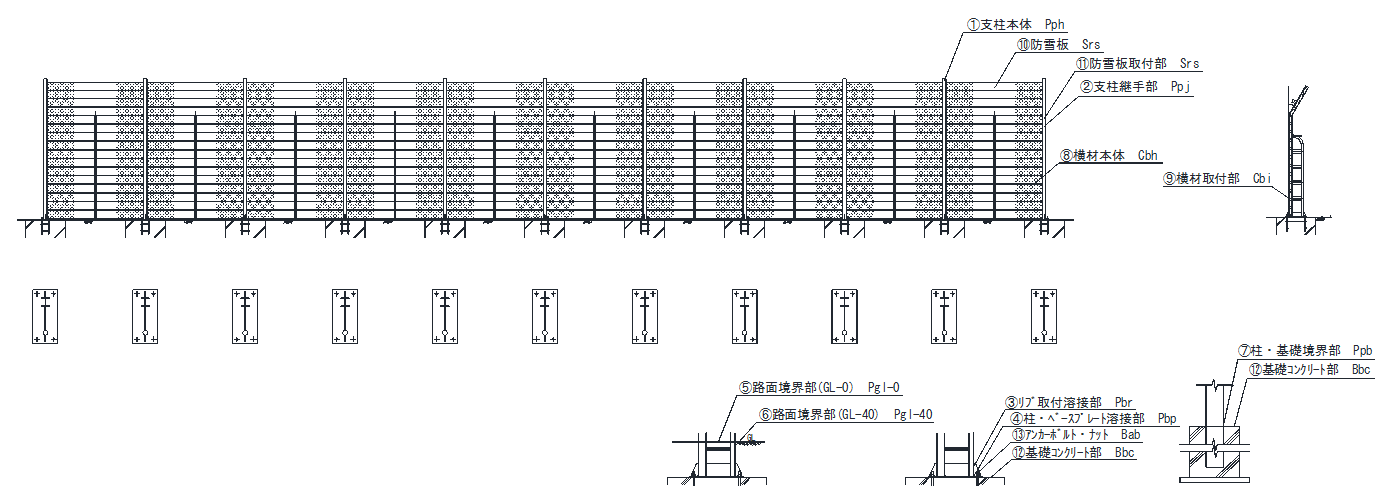 ①支柱本体 Pph
⑩防雪板 Srs
⑪防雪板取付部 Srs
②支柱継手部 Ppj
⑧横材本体 Cbh
⑨横材取付部 Cbi
⑦柱・基礎境界部 Ppb
⑫基礎ｺﾝｸﾘｰﾄ部 Bbc
⑤路面境界部(GL-0) Pgl-0
⑥路面境界部(GL-40) Pgl-40
GL
③ﾘﾌﾞ取付溶接部 Pbr
④柱・ﾍﾞｰｽﾌﾟﾚｰﾄ溶接部 Pbp
⑬ｱﾝｶｰﾎﾞﾙﾄ・ﾅｯﾄ Bab
⑫基礎ｺﾝｸﾘｰﾄ部 Bbc